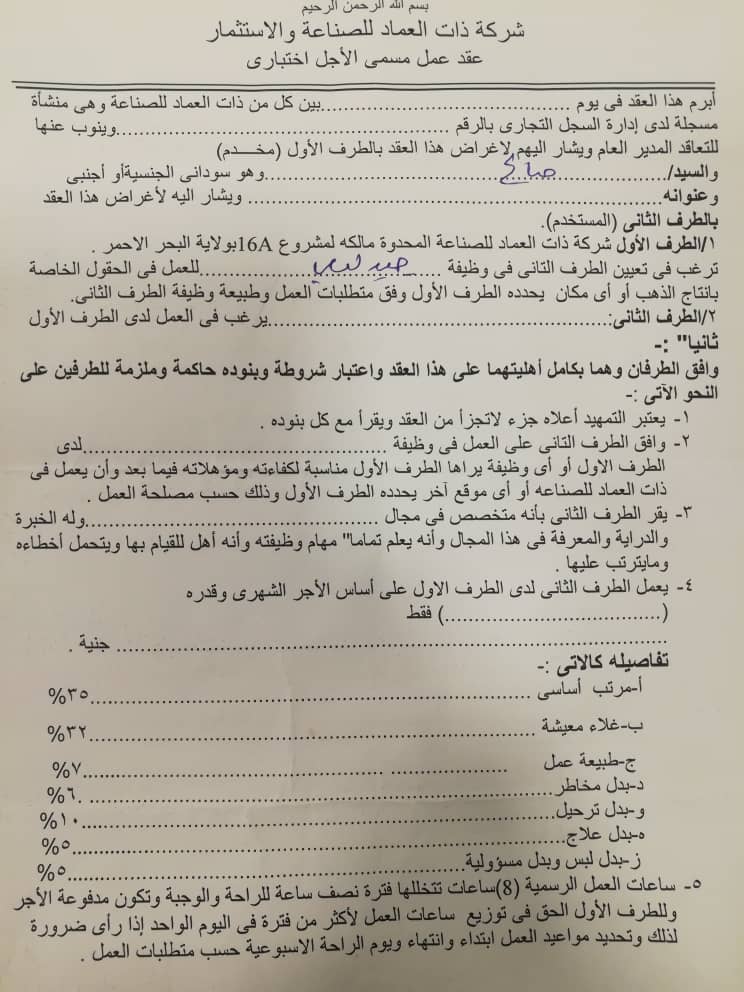 بسم الله الرحمن الرحيم
شركة ذات العماد للصناعة والاستثمار
عقد عمل مسمى الأجل اختبارى
أبرم هذا العقد فى يوم ................................بين كل من ذات العماد للصناعة وهى منشأة
مسجلة لدى إدارة السجل التجارى بالرقم ................................وينوب عنها
للتعاقد المدير العام ويشار اليهم لاغراض هذا العقد بالطرف الأول (مخـــدم)
والسيد/................................وهو سودانى الجنسيةأو أجنبى
وعنوانه................................ ويشار اليه لأغراض هذا العقد
بالطرف الثانى (المستخدم).
١/الطرف الأول شركة ذات العماد للصناعة المحدوة مالكه لمشروع 16Aبولاية البحر الاحمر .
ترغب فى تعيين الطرف التانى فى وظيفة ................................للعمل فى الحقول الخاصة
بانتاج الذهب أو أى مكان يحدده الطرف الأول وفق متطلبات العمل وطبيعة وظيفة الطرف الثانى.
٢/الطرف الثانى:................................يرغب فى العمل لدى الطرف الأول
ثانيا" :-
وافق الطرفان وهما بكامل أهليتهما على هذا العقد واعتبار شروطة وبنوده حاكمة وملزمة للطرفين على
النحو الآتى :-
١- يعتبر التمهيد أعلاه جزء لاتجزأ من العقد ويقرأ مع كل بنوده .
٢- وافق الطرف التانى على العمل فى وظيفة ................................لدى
الطرف الاول أو أى وظيفة يراها الطرف الأول مناسبة لكفاءته ومؤهلاته فيما بعد وأن يعمل فى
ذات العماد للصناعه أو أى موقع آخر يحدده الطرف الأول وذلك حسب مصلحة العمل .
٣- يقر الطرف الثانى بأنه متخصص فى مجال ................................وله الخبرة
والدراية والمعرفة فى هذا المجال وأنه يعلم تماما" مهام وظيفته وأنه أهل للقيام بها ويتحمل أخطاءه
ومايترتب عليها .
٤- يعمل الطرف الثانى لدى الطرف الاول على أساس الأجر الشهرى وقدره
(................................) فقط
................................ جنية .
تفاصيله كالاتى :-
أ-مرتب أساسى ................................٣٥%
ب-غلاء معيشة ................................٣٢%
ج-طبيعة عمل ................................٧%
د-بدل مخاطر................................ .٦%
و-بدل ترحيل ................................١٠%
ه-بدل علاج................................٥%
ز-بدل لبس وبدل مسؤولية................................٥%
٥- ساعات العمل الرسمية (8)ساعات تتخللها فترة نصف ساعة للراحة والوجبة وتكون مدفوعة الأجر
وللطرف الأول الحق فى توزيع ساعات العمل لأكثر من فترة فى اليوم الواحد إذا رأى ضرورة
لذلك وتحديد مواعيد العمل ابتداء وانتهاء ويوم الراحة الاسبوعية حسب متطلبات العمل .